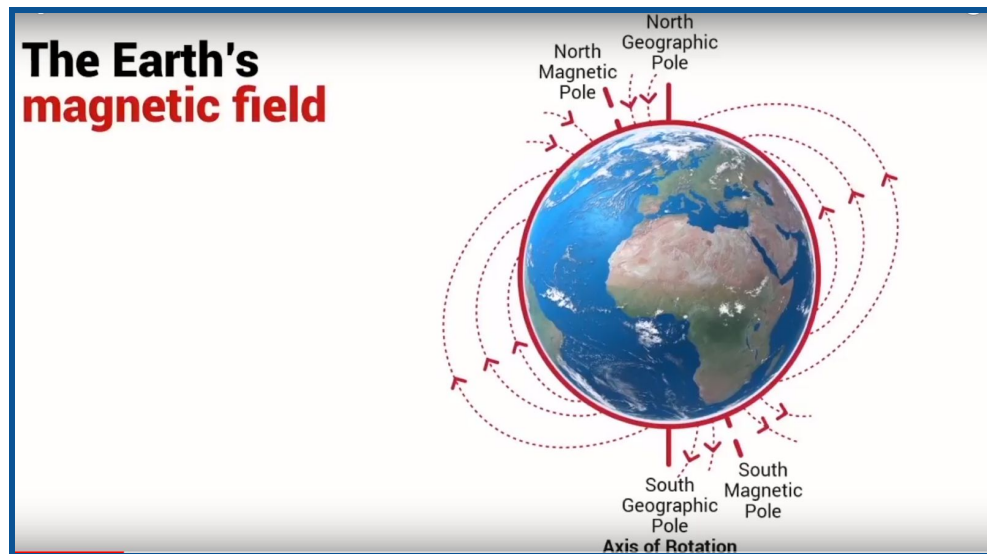 The Earth's
magnetic field
North
Geographic
Pole
North
Magnetic
Pole
South
Geographic
Pole
South
Magnetic
Pole
Axis of Rotation